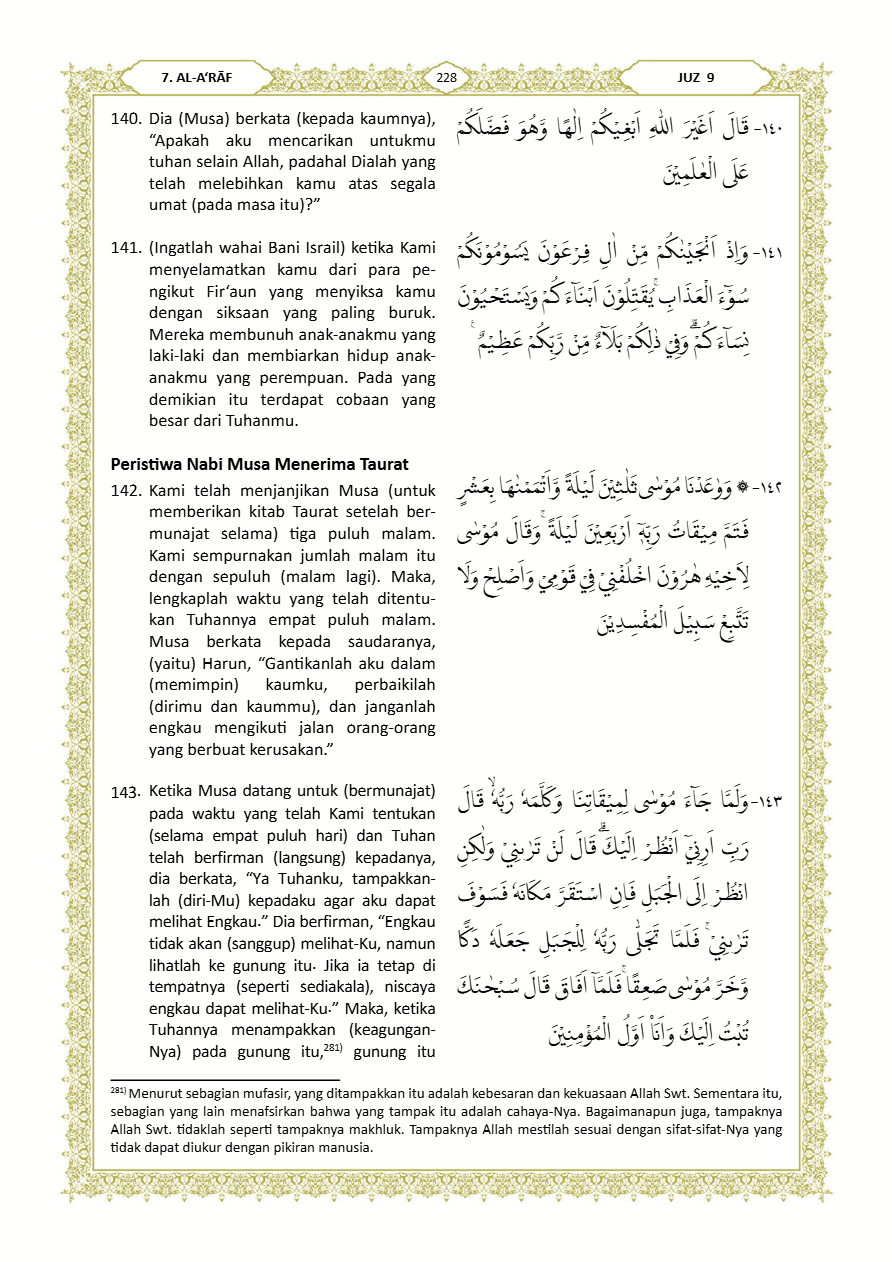 7. AL-A‘RĀF
228
JUZ 9
140. Dia (Musa) berkata (kepada kaumnya),
“Apakah aku mencarikan untukmu
tuhan selain Allah, padahal Dialah yang
telah melebihkan kamu atas segala
umat (pada masa itu)?”
١٤٠- قَالَ اَغَيْرَ اللّٰهِ اَبْغِيْكُمْ اِلٰهًا وَّهُوَ فَضَّلَكُمْ
عَلَى الْعٰلَمِيْنَ
141. (Ingatlah wahai Bani Israil) ketika Kami
menyelamatkan kamu dari para pe-
ngikut Fir‘aun yang menyiksa kamu
dengan siksaan yang paling buruk.
Mereka membunuh anak-anakmu yang
laki-laki dan membiarkan hidup anak-
anakmu yang perempuan. Pada yang
demikian itu terdapat cobaan yang
besar dari Tuhanmu.
١٤١- وَاِذْ اَنْجَيْنٰكُمْ مِّنْ اٰلِ فِرْعَوْنَ يَسُوْمُوْنَكُمْ
سُوْۤءَ الْعَذَابِۚ يُقَتِّلُوْنَ اَبْنَاۤءَكُمْ وَيَسْتَحْيُوْنَ
نِسَاۤءَكُمْۗ وَفِيْ ذٰلِكُمْ بَلَاۤءٌ مِّنْ رَّبِّكُمْ عَظِيْمٌ ۚ
Peristiwa Nabi Musa Menerima Taurat
142. Kami telah menjanjikan Musa (untuk
memberikan kitab Taurat setelah ber-
munajat selama) tiga puluh malam.
Kami sempurnakan jumlah malam itu
dengan sepuluh (malam lagi). Maka,
lengkaplah waktu yang telah ditentu-
kan Tuhannya empat puluh malam.
Musa berkata kepada saudaranya,
(yaitu) Harun, “Gantikanlah aku dalam
(memimpin) kaumku, perbaikilah
(dirimu dan kaummu), dan janganlah
engkau mengikuti jalan orang-orang
yang berbuat kerusakan.”
١٤٢- ۞ وَوٰعَدْنَا مُوْسٰى ثَلٰثِيْنَ لَيْلَةً وَّاَتْمَمْنٰهَا بِعَشْرٍ
فَتَمَّ مِيْقَاتُ رَبِّهٖٓ اَرْبَعِيْنَ لَيْلَةً ۚوَقَالَ مُوْسٰى
لِاَخِيْهِ هٰرُوْنَ اخْلُفْنِيْ فِيْ قَوْمِيْ وَاَصْلِحْ وَلَا
تَتَّبِعْ سَبِيْلَ الْمُفْسِدِيْنَ
143. Ketika Musa datang untuk (bermunajat)
pada waktu yang telah Kami tentukan
(selama empat puluh hari) dan Tuhan
telah berfirman (langsung) kepadanya,
dia berkata, “Ya Tuhanku, tampakkan-
lah (diri-Mu) kepadaku agar aku dapat
melihat Engkau.” Dia berfirman, “Engkau
tidak akan (sanggup) melihat-Ku, namun
lihatlah ke gunung itu. Jika ia tetap di
tempatnya (seperti sediakala), niscaya
engkau dapat melihat-Ku.” Maka, ketika
Tuhannya menampakkan (keagungan-
Nya) pada gunung itu,281) gunung itu
١٤٣- وَلَمَّا جَاۤءَ مُوْسٰى لِمِيْقَاتِنَا وَكَلَّمَهٗ رَبُّهٗۙ قَالَ
رَبِّ اَرِنِيْٓ اَنْظُرْ اِلَيْكَۗ قَالَ لَنْ تَرٰىنِيْ وَلٰكِنِ
انْظُرْ اِلَى الْجَبَلِ فَاِنِ اسْتَقَرَّ مَكَانَهٗ فَسَوْفَ
تَرٰىنِيْۚ فَلَمَّا تَجَلّٰى رَبُّهٗ لِلْجَبَلِ جَعَلَهٗ دَكًّا
وَّخَرَّ مُوْسٰى صَعِقًاۚ فَلَمَّآ اَفَاقَ قَالَ سُبْحٰنَكَ
تُبْتُ اِلَيْكَ وَاَنَا۠ اَوَّلُ الْمُؤْمِنِيْنَ
281) Menurut sebagian mufasir, yang ditampakkan itu adalah kebesaran dan kekuasaan Allah Swt. Sementara itu,
sebagian yang lain menafsirkan bahwa yang tampak itu adalah cahaya-Nya. Bagaimanapun juga, tampaknya
Allah Swt. tidaklah seperti tampaknya makhluk. Tampaknya Allah mestilah sesuai dengan sifat-sifat-Nya yang
tidak dapat diukur dengan pikiran manusia.